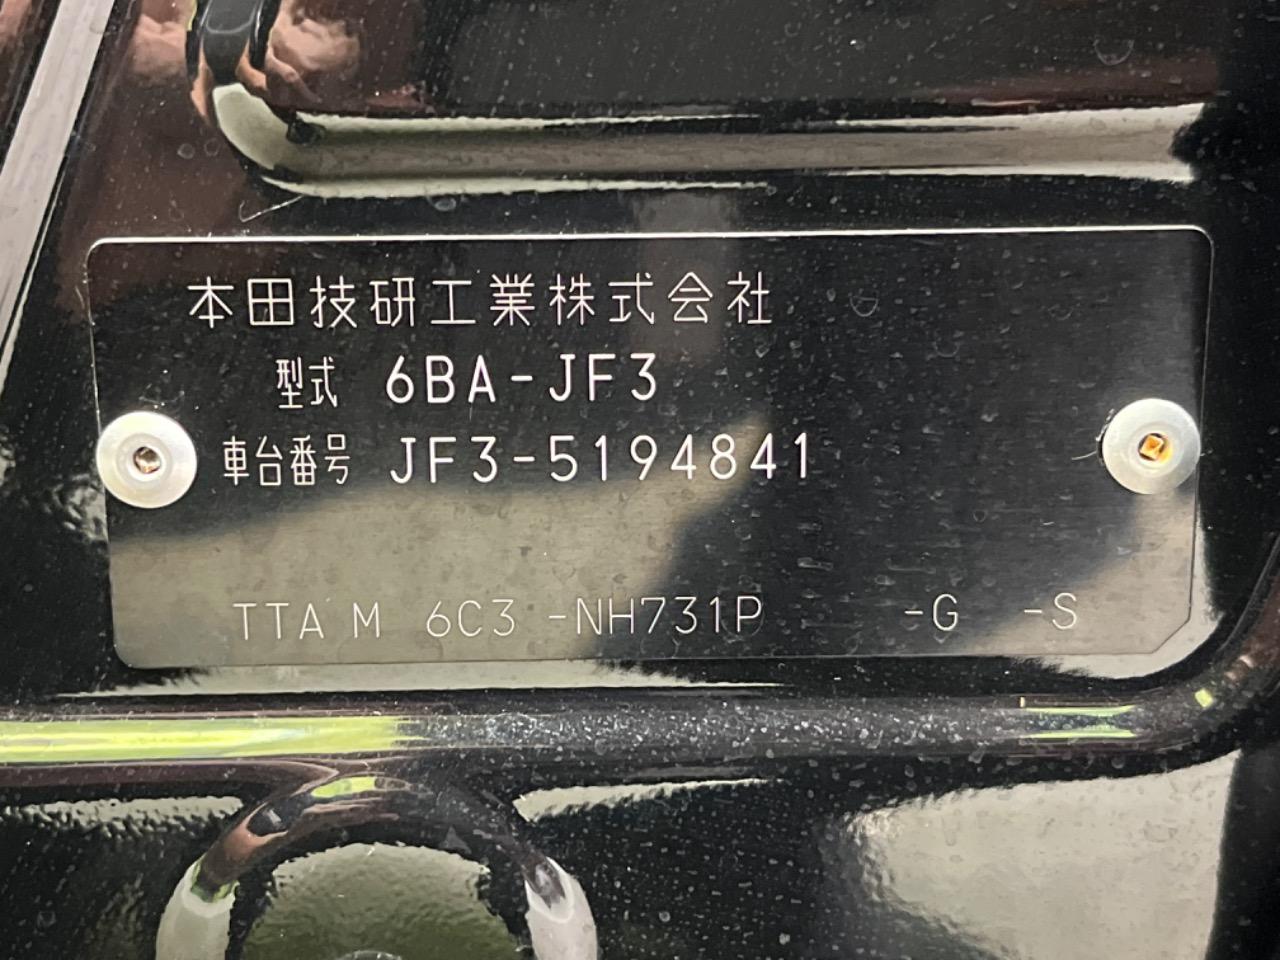 本田技研工業株式会社
型式 6BA-JF3
車台番号 JF3-5194841
TTA M 6C3 -NH731P -G -S